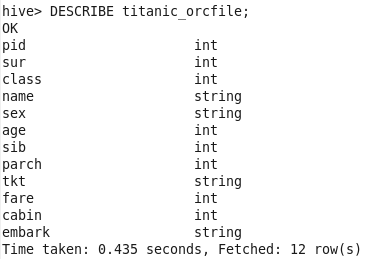 hive> DESCRIBE titanic_orcfile;
OK
pid int
sur int
class int
name string
sex string
age int
sib int
parch int
tkt string
fare int
cabin int
embark string
Time taken: 0.435 seconds, Fetched: 12 row(s)